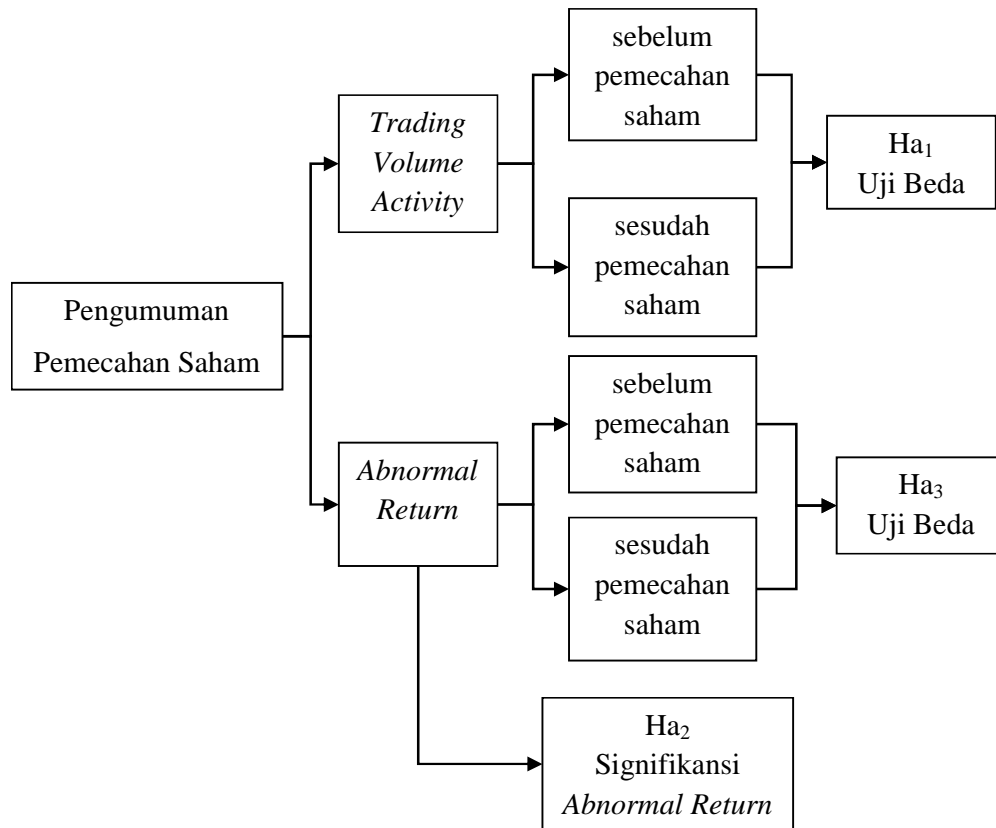 sebelum
pemecahan
saham
Trading
Volume
Activity
Ha₁
Uji Beda
sesudah
pemecahan
saham
Pengumuman
Pemecahan Saham
sebelum
pemecahan
saham
Abnormal
Return
Ha₃
Uji Beda
sesudah
pemecahan
saham
Ha₂
Signifikansi
Abnormal Return